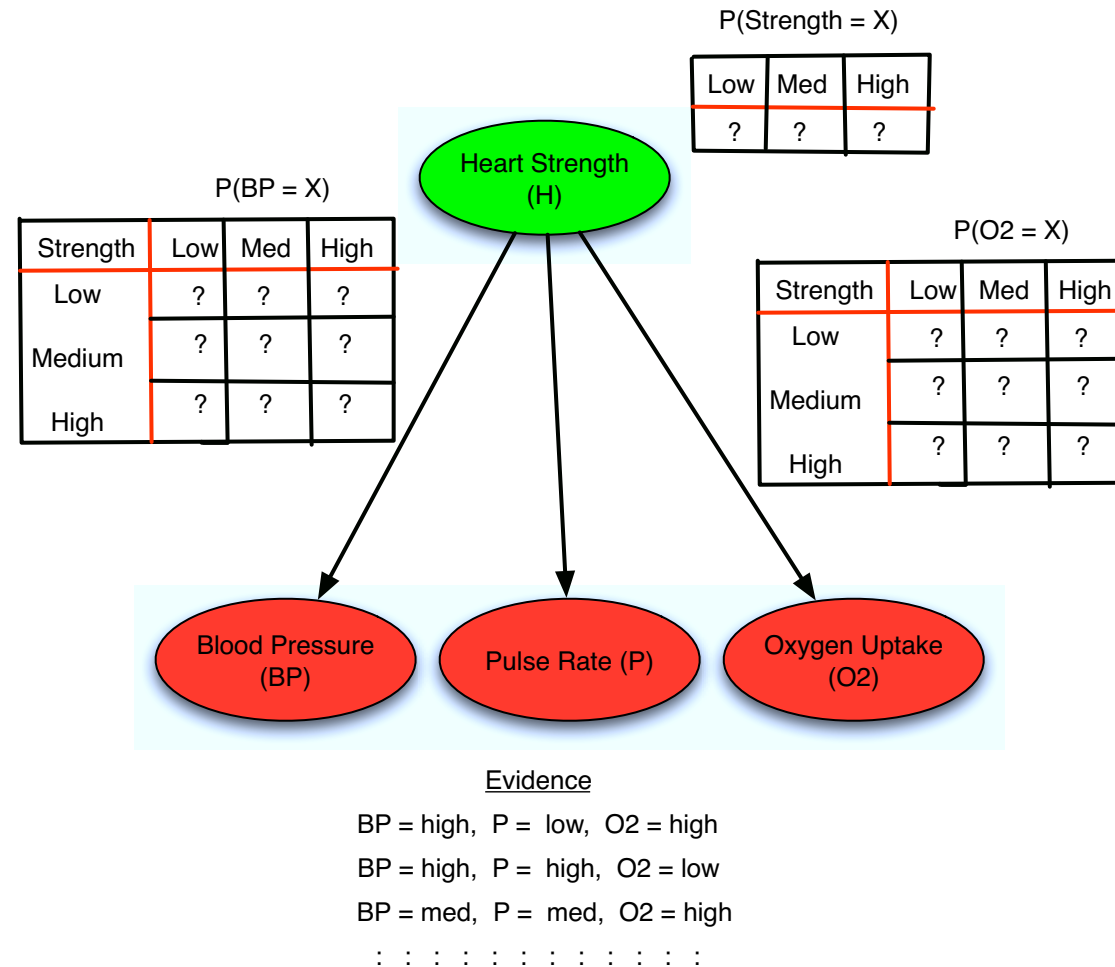 P(Strength = X)
Low Med High
? ? ?
Heart Strength
(H)
P(BP = X)
Strength Low Med High
Low ? ? ?
Medium ? ? ?
High ? ? ?
P(O2 = X)
Strength Low Med High
Low ? ? ?
Medium ? ? ?
High ? ? ?
Blood Pressure
(BP)
Pulse Rate (P)
Oxygen Uptake
(O2)
Evidence
BP = high, P = low, O2 = high
BP = high, P = high, O2 = low
BP = med, P = med, O2 = high
: : : : : : : : : : : :